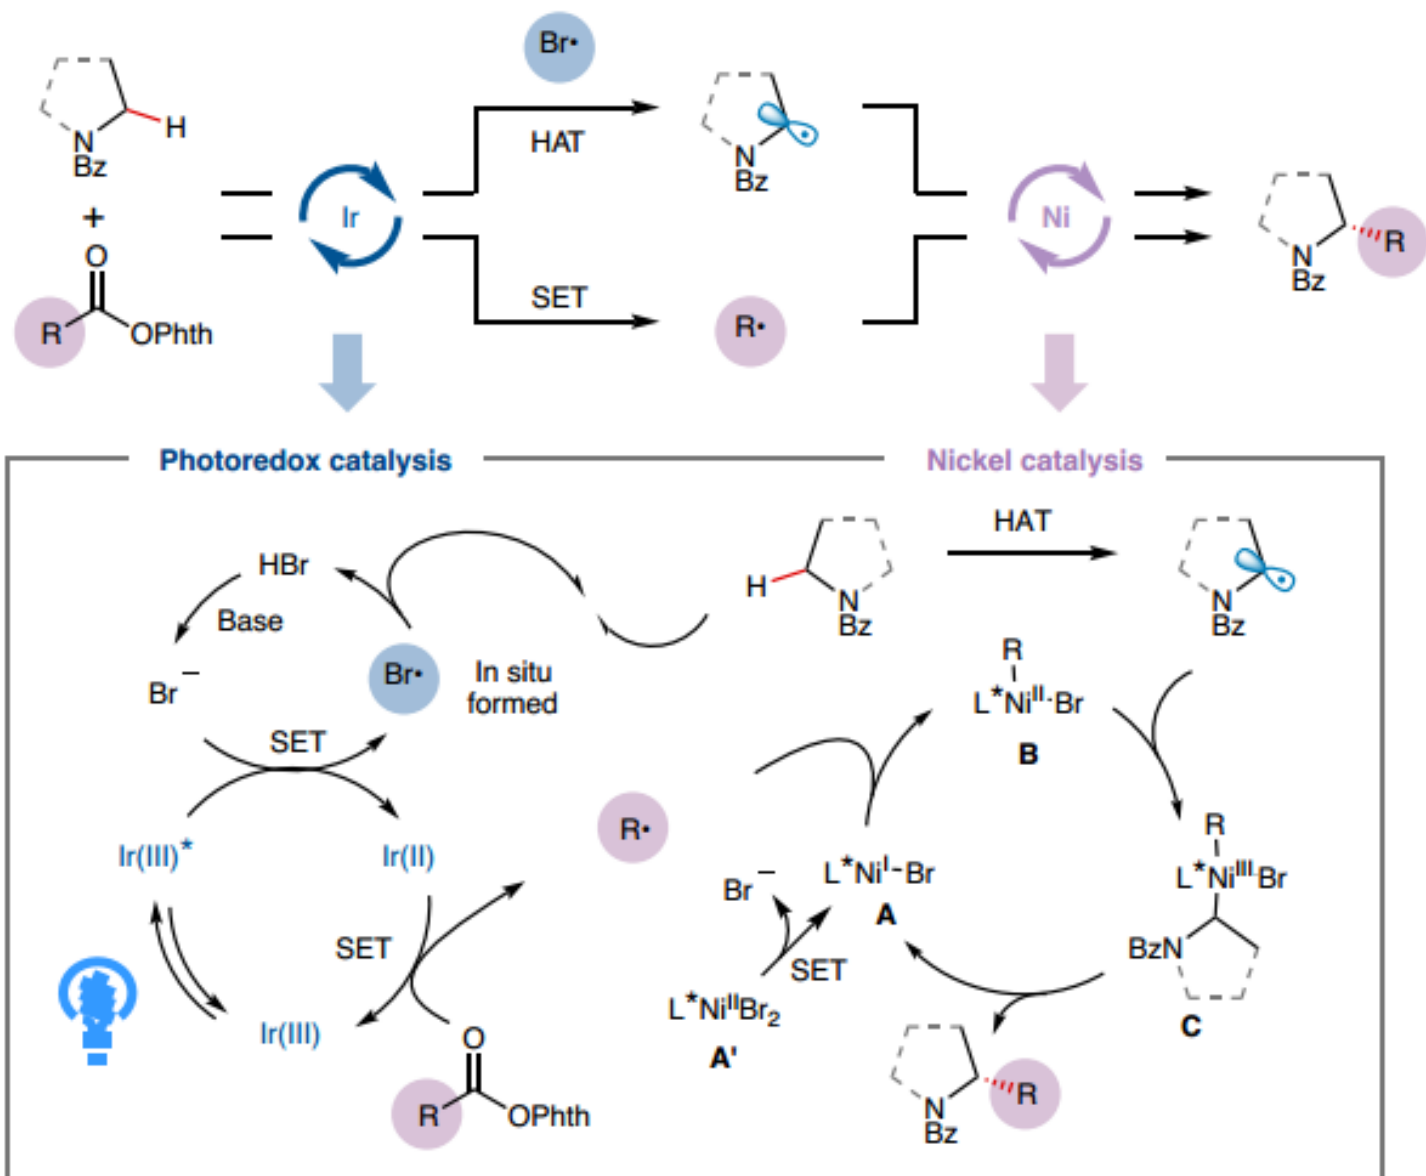 Br•
HAT
H
N
Bz
N
Bz
+
Ir
Ni
R
N
Bz
O
R
OPhth
SET
R•
Photoredox catalysis
Nickel catalysis
HAT
HBr
H
N
Bz
N
Bz
Base
Br•
In situ
formed
Br⁻
R
L*Niᴵᴵ·Br
B
SET
R•
Ir(III)*
Ir(II)
R
L*Niᴵᴵᴵ·Br
L*Niᴵ-Br
A
Br⁻
BzN
SET
SET
L*NiᴵᴵBr₂
A'
C
Ir(III)
O
R
OPhth
R
N
Bz